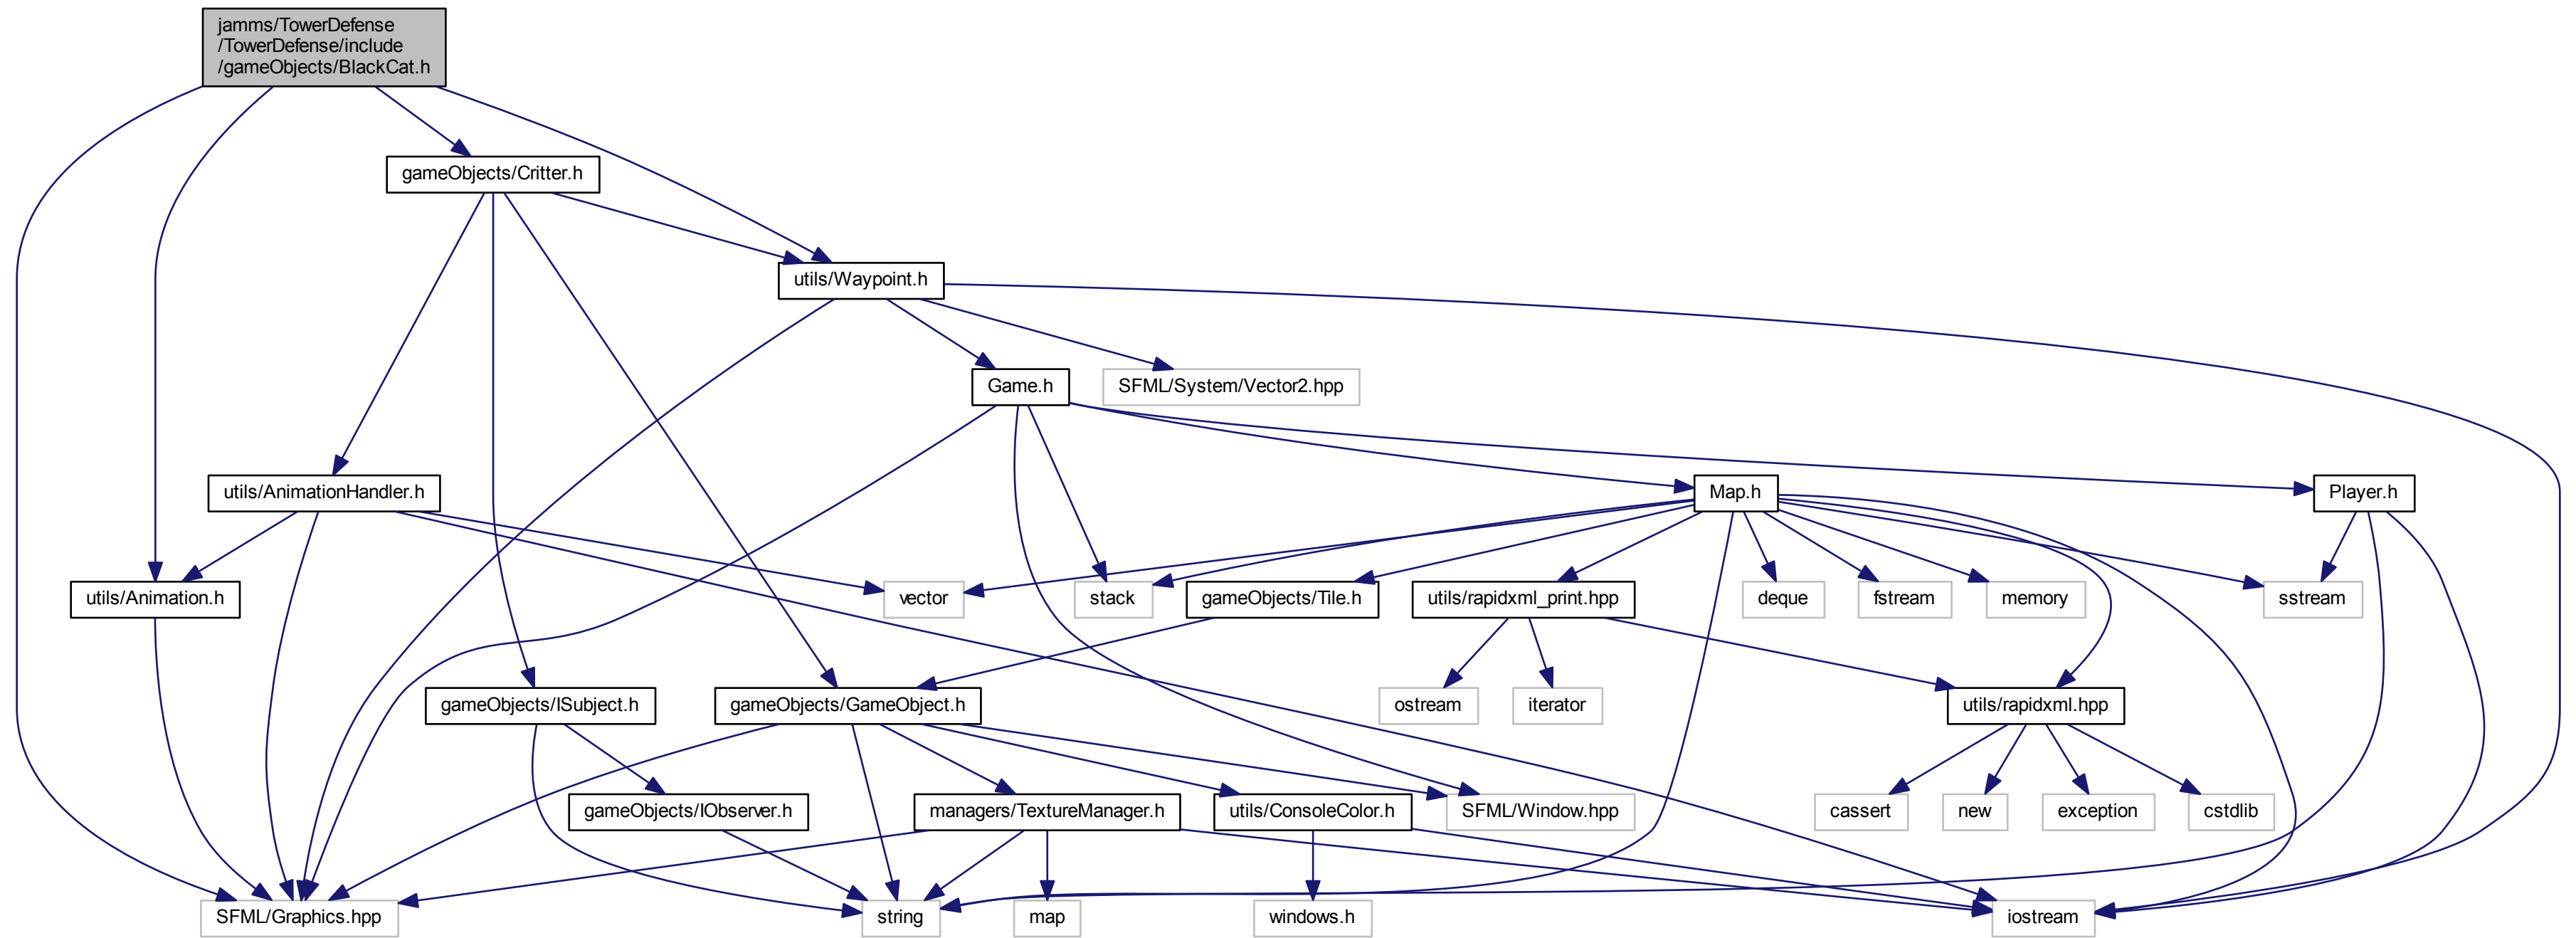 jamms/TowerDefense
/TowerDefense/include
/gameObjects/BlackCat.h
gameObjects/Critter.h
utils/Waypoint.h
Game.h
SFML/System/Vector2.hpp
utils/AnimationHandler.h
Map.h
Player.h
utils/Animation.h
vector
stack
gameObjects/Tile.h
utils/rapidxml_print.hpp
deque
fstream
memory
sstream
gameObjects/ISubject.h
gameObjects/GameObject.h
ostream
iterator
utils/rapidxml.hpp
gameObjects/IObserver.h
managers/TextureManager.h
utils/ConsoleColor.h
SFML/Window.hpp
cassert
new
exception
cstdlib
SFML/Graphics.hpp
string
map
windows.h
iostream